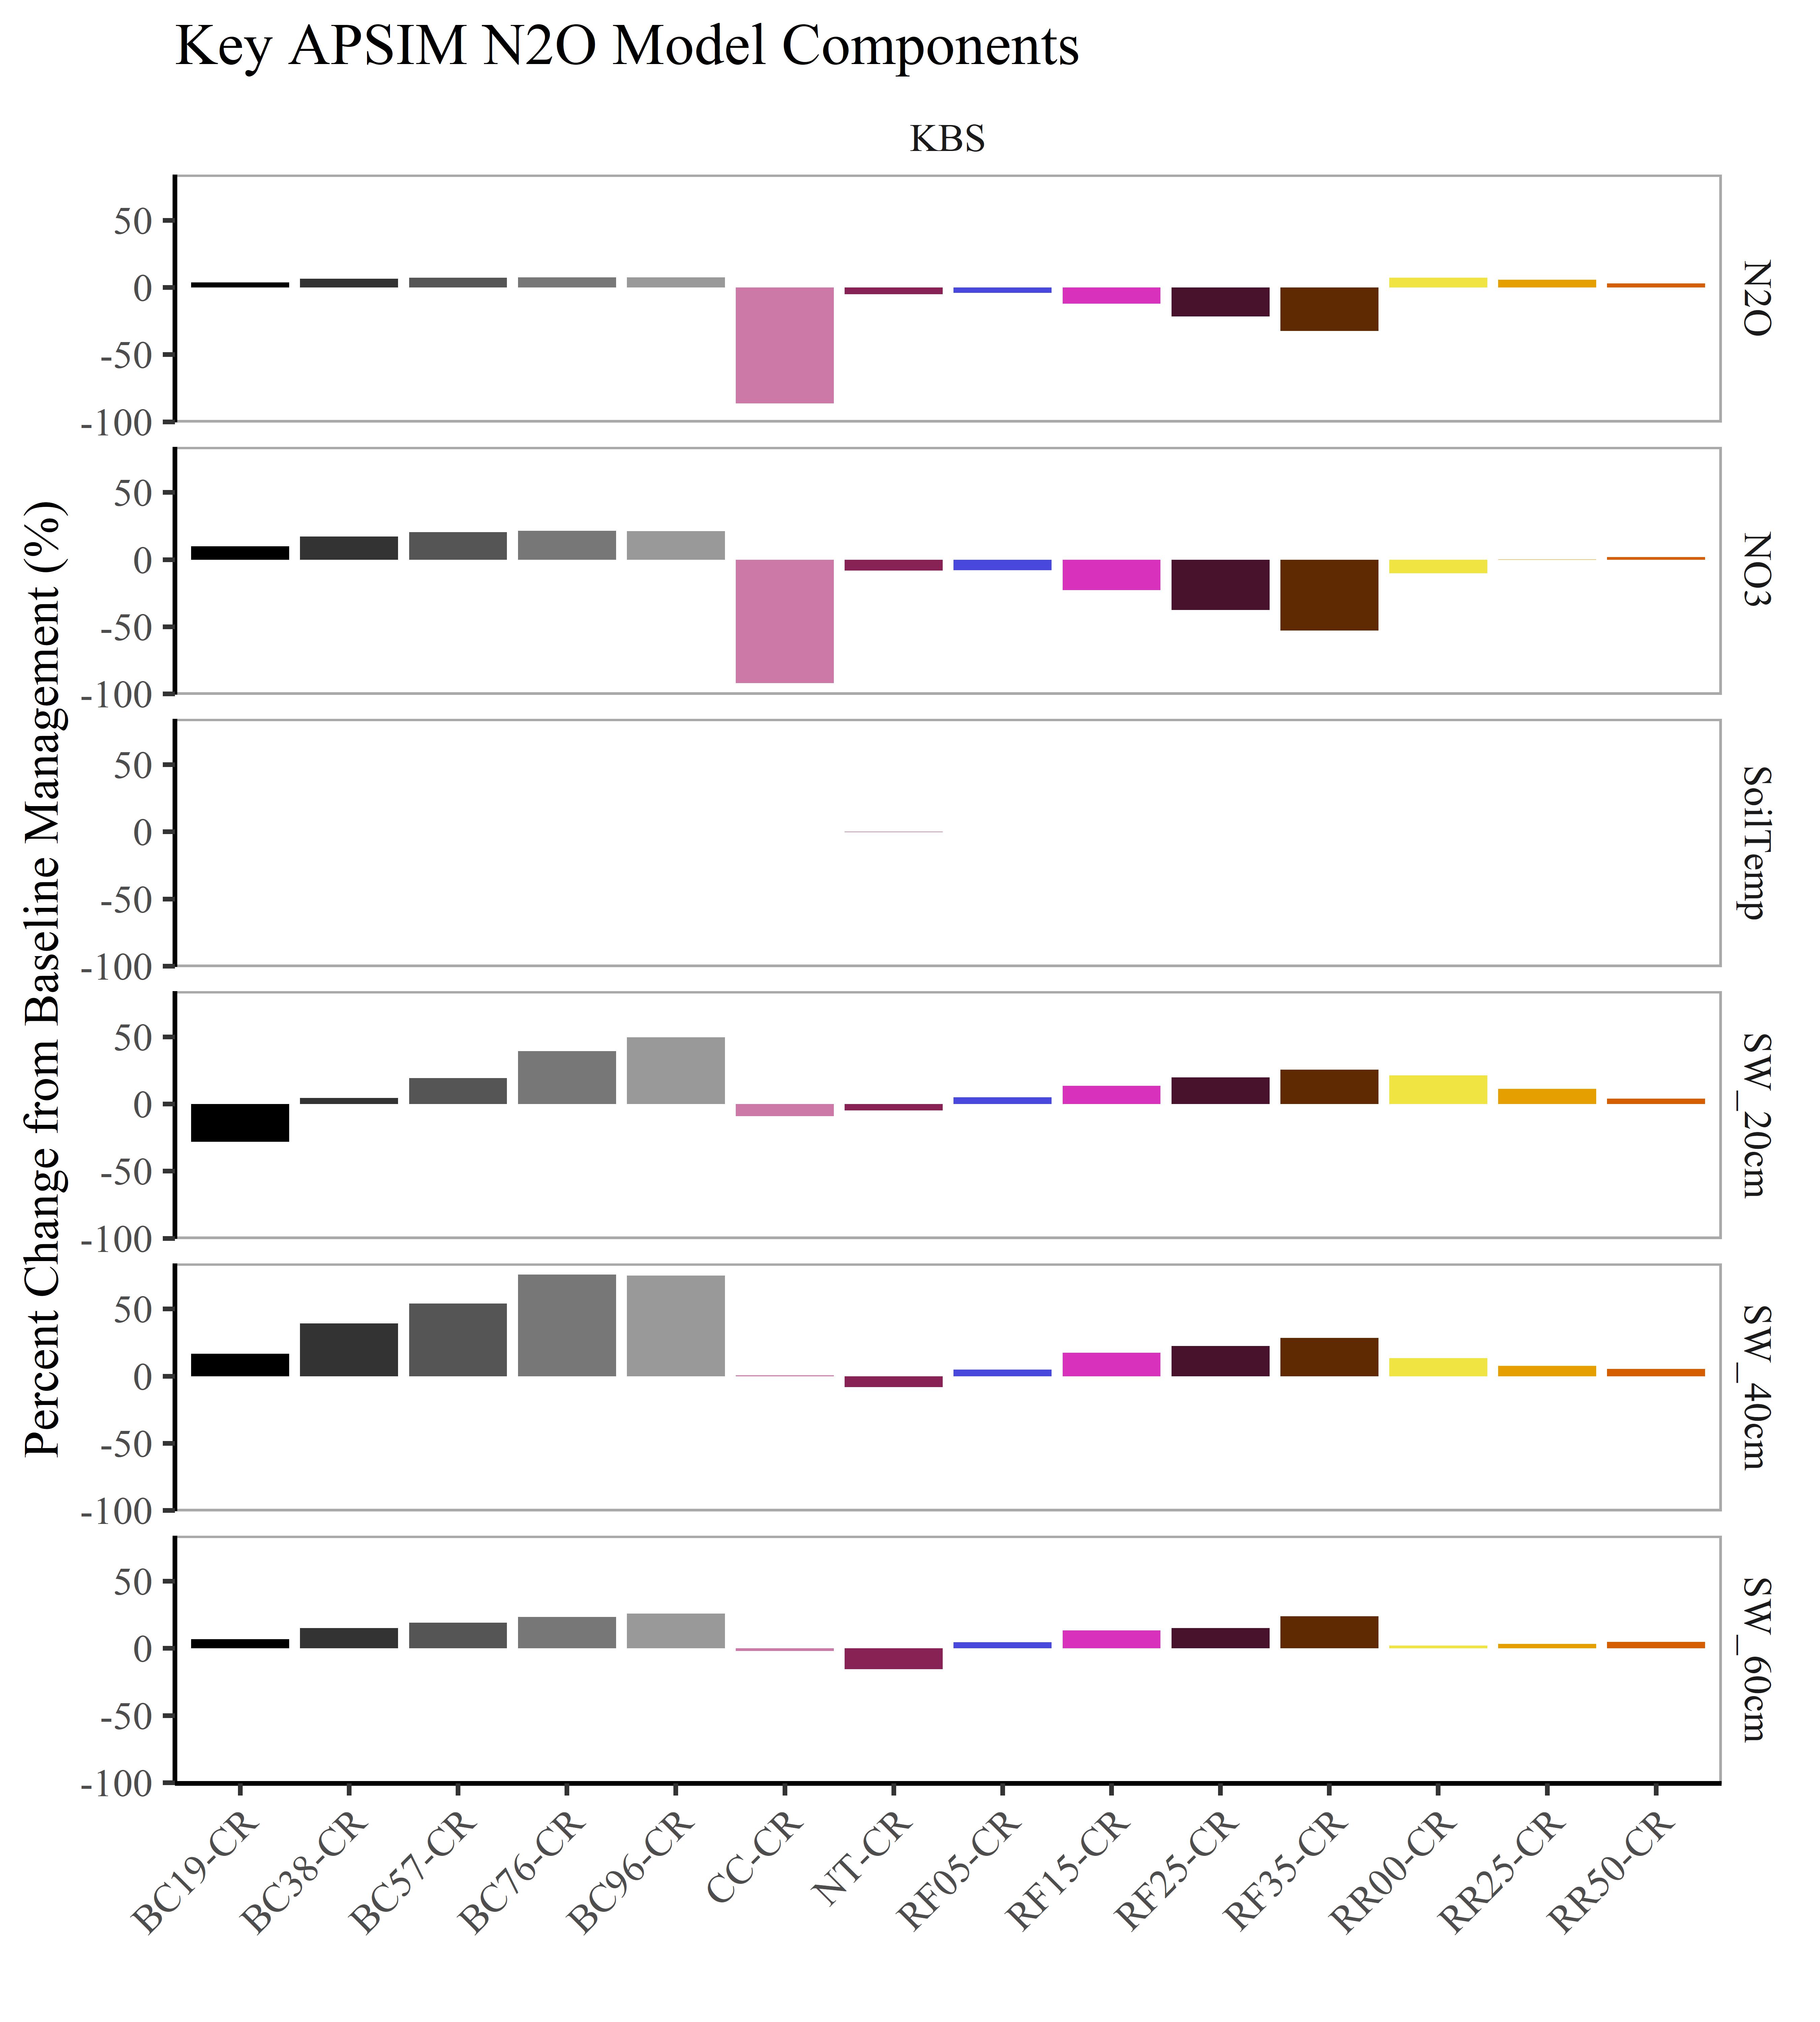 Key APSIM N2O Model Components
KBS
Percent Change from Baseline Management (%)
50
0
-50
-100
N2O
50
0
-50
-100
NO3
50
0
-50
-100
SoilTemp
50
0
-50
-100
SW_20cm
50
0
-50
-100
SW_40cm
50
0
-50
-100
SW_60cm
BC19-CR
BC38-CR
BC57-CR
BC76-CR
BC96-CR
CC-CR
NT-CR
RF05-CR
RF15-CR
RF25-CR
RF35-CR
RR00-CR
RR25-CR
RR50-CR